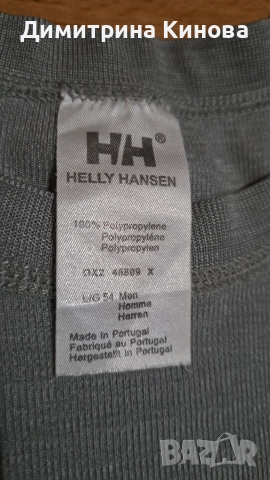 Димитрина Кинова
HH®
HELLY HANSEN
100% Polypropylene
Polypropylène
Polypropylen
OX2 48809 X
L/G 54 Men
Homme
Herren
Made in Portugal
Fabriqué au Portugal
Hergestellt in Portugal
BAZAR